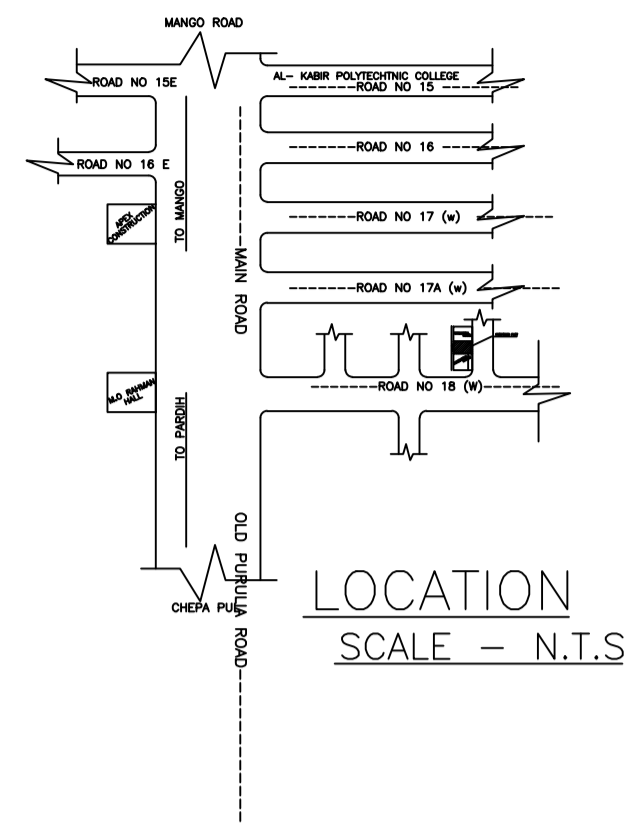 MANGO ROAD
ROAD NO 15E
AL- KABIR POLYTECHTNIC COLLEGE
ROAD NO 15
ROAD NO 16
ROAD NO 16 E
TO MANGO
APEX
CONSTRUCTION
ROAD NO 17 (w)
MAIN ROAD
ROAD NO 17A (w)
ROAD NO 18 (W)
M.O RAHMAN
HALL
TO PARDIH
OLD PURULIA ROAD
CHEPA PUL
LOCATION
SCALE - N.T.S